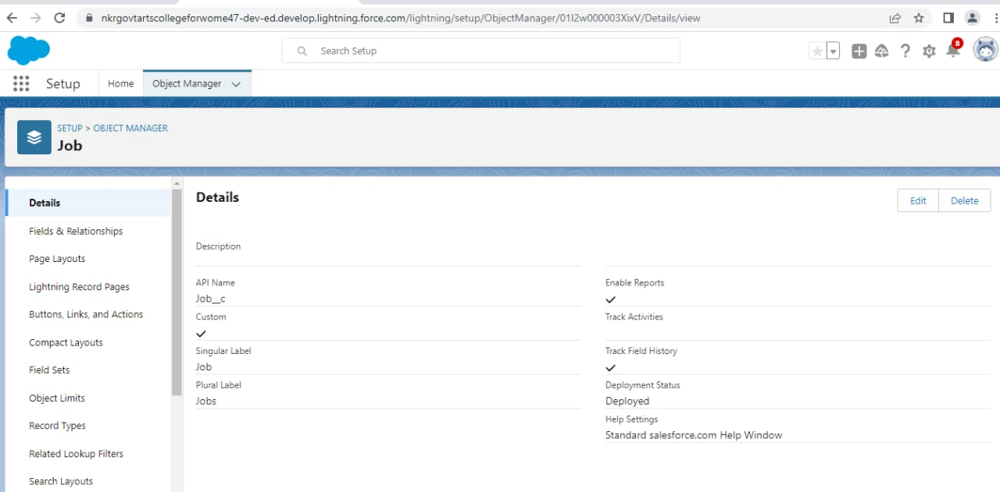 nkrgovtartscollegeforwome47-dev-ed.develop.lightning.force.com/lightning/setup/ObjectManager/01I2w000003XixV/Details/view
Search Setup
8
Setup
Home
Object Manager
SETUP > OBJECT MANAGER
Job
Details
Fields & Relationships
Page Layouts
Lightning Record Pages
Buttons, Links, and Actions
Compact Layouts
Field Sets
Object Limits
Record Types
Related Lookup Filters
Search Layouts
Details
Edit
Delete
Description
API Name
Job__c
Custom
Singular Label
Job
Plural Label
Jobs
Enable Reports
Track Activities
Track Field History
Deployment Status
Deployed
Help Settings
Standard salesforce.com Help Window